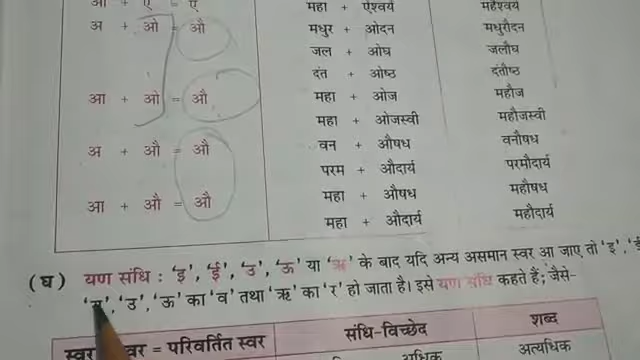 आ + ऐ = ऐ महा + ऐश्वर्य महैश्वर्य
अ + ओ = औ मधुर + ओदन मधुरौदन
जल + ओघ जलौघ
दंत + ओष्ठ दंतौष्ठ
आ + ओ = औ महा + ओज महौज
महा + ओजस्वी महौजस्वी
अ + औ = औ वन + औषध वनौषध
परम + औदार्य परमौदार्य
आ + औ = औ महा + औषध महौषध
महा + औदार्य महौदार्य
(घ) यण संधि : 'इ', 'ई', 'उ', 'ऊ' या 'ऋ' के बाद यदि अन्य असमान स्वर आ जाए तो 'इ', 'ई
'य', 'उ', 'ऊ' का 'व' तथा 'ऋ' का 'र' हो जाता है। इसे यण संधि कहते हैं; जैसे-
स्वर स्वर = परिवर्तित स्वर संधि-विच्छेद शब्द
अधिक अत्यधिक